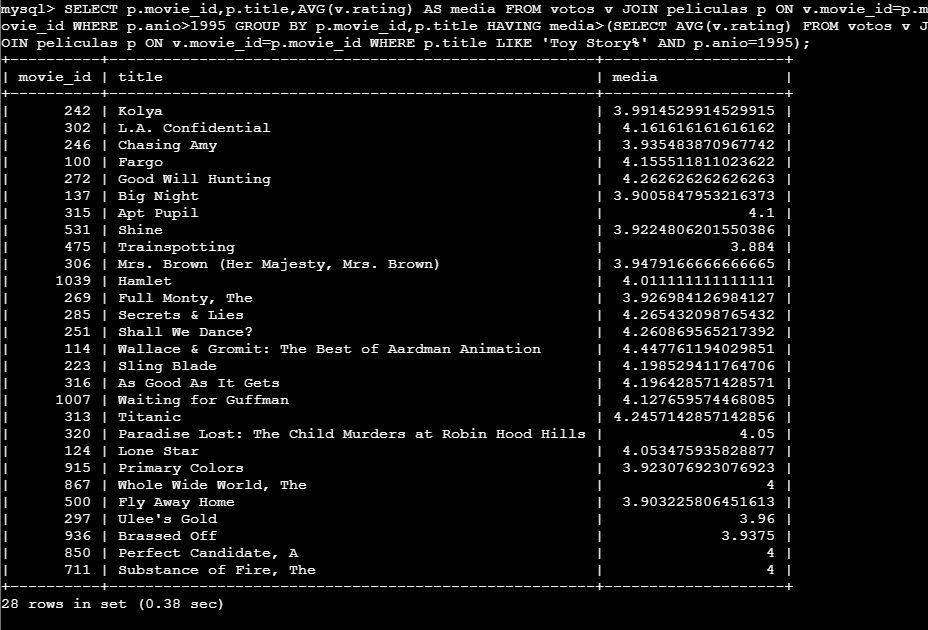 mysql> SELECT p.movie_id,p.title,AVG(v.rating) AS media FROM votos v JOIN peliculas p ON v.movie_id=p.m
ovie_id WHERE p.anio>1995 GROUP BY p.movie_id,p.title HAVING media>(SELECT AVG(v.rating) FROM votos v J
OIN peliculas p ON v.movie_id=p.movie_id WHERE p.title LIKE 'Toy Story%' AND p.anio=1995);
+----------+------------------------------------------------------+--------------------+
| movie_id | title | media |
+----------+------------------------------------------------------+--------------------+
| 242 | Kolya | 3.9914529914529915 |
| 302 | L.A. Confidential | 4.161616161616162 |
| 246 | Chasing Amy | 3.935483870967742 |
| 100 | Fargo | 4.155511811023622 |
| 272 | Good Will Hunting | 4.262626262626263 |
| 137 | Big Night | 3.9005847953216373 |
| 315 | Apt Pupil | 4.1 |
| 531 | Shine | 3.9224806201550386 |
| 475 | Trainspotting | 3.884 |
| 306 | Mrs. Brown (Her Majesty, Mrs. Brown) | 3.9479166666666665 |
| 1039 | Hamlet | 4.011111111111111 |
| 269 | Full Monty, The | 3.926984126984127 |
| 285 | Secrets & Lies | 4.265432098765432 |
| 251 | Shall We Dance? | 4.260869565217392 |
| 114 | Wallace & Gromit: The Best of Aardman Animation | 4.447761194029851 |
| 223 | Sling Blade | 4.198529411764706 |
| 316 | As Good As It Gets | 4.196428571428571 |
| 1007 | Waiting for Guffman | 4.127659574468085 |
| 313 | Titanic | 4.2457142857142856 |
| 320 | Paradise Lost: The Child Murders at Robin Hood Hills | 4.05 |
| 124 | Lone Star | 4.053475935828877 |
| 915 | Primary Colors | 3.923076923076923 |
| 867 | Whole Wide World, The | 4 |
| 500 | Fly Away Home | 3.903225806451613 |
| 297 | Ulee's Gold | 3.96 |
| 936 | Brassed Off | 3.9375 |
| 850 | Perfect Candidate, A | 4 |
| 711 | Substance of Fire, The | 4 |
+----------+------------------------------------------------------+--------------------+
28 rows in set (0.38 sec)